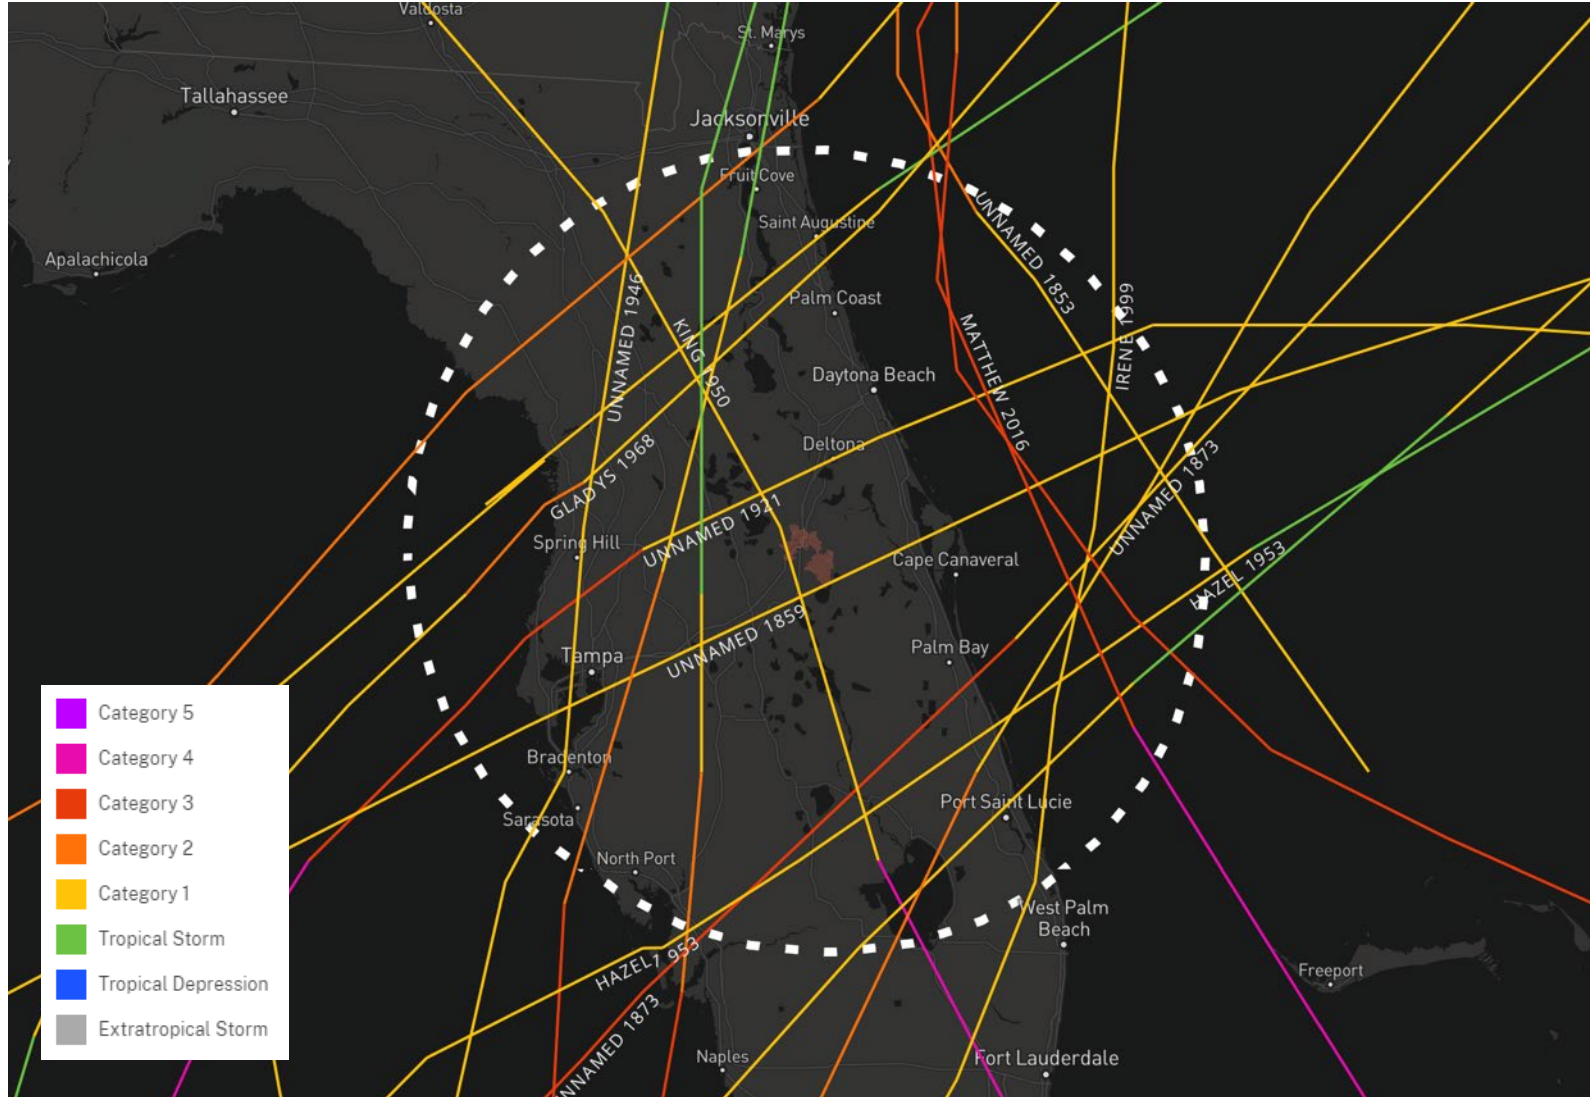 Valdosta
St. Marys
Tallahassee
Jacksonville
Fruit Cove
Saint Augustine
UNNAMED 1853
Apalachicola
UNNAMED 1946
Palm Coast
IRENE 1999
KING 1950
MATTHEW 2016
Daytona Beach
GLADYS 1968
Deltona
UNNAMED 1873
UNNAMED 1921
Spring Hill
Cape Canaveral
HAZEL 1953
UNNAMED 1859
Tampa
Palm Bay
Category 5
Category 4
Category 3
Category 2
Category 1
Tropical Storm
Tropical Depression
Extratropical Storm
Bradenton
Sarasota
Port Saint Lucie
North Port
West Palm
Beach
HAZEL 1953
Freeport
UNNAMED 1873
Naples
Fort Lauderdale